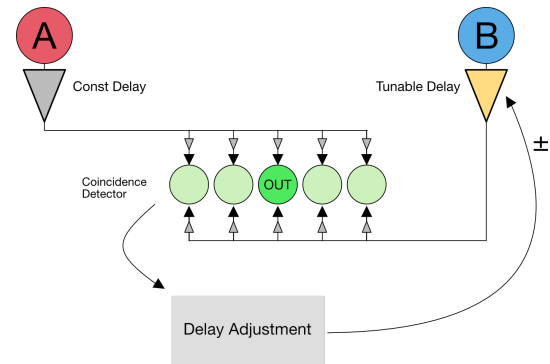 A
B
Const Delay
Tunable Delay
±
Coincidence
Detector
OUT
Delay Adjustment